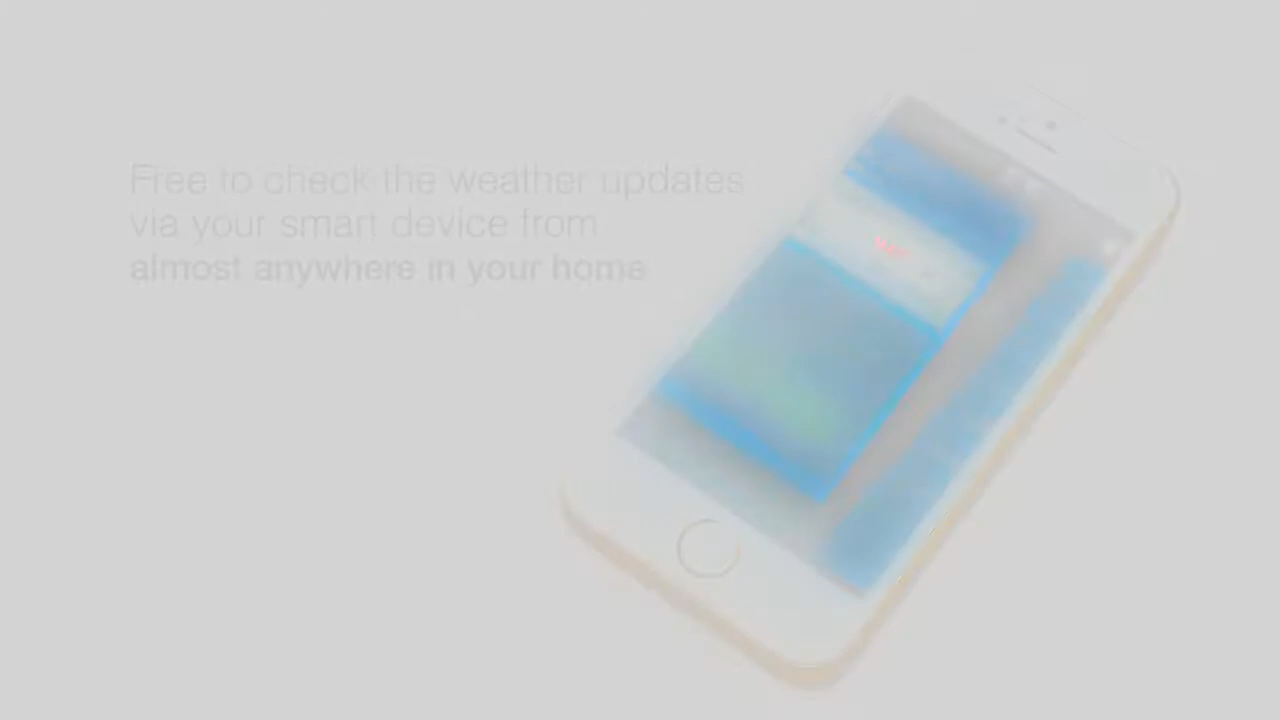 Free to check the weather updates
via your smart device from
almost anywhere in your home